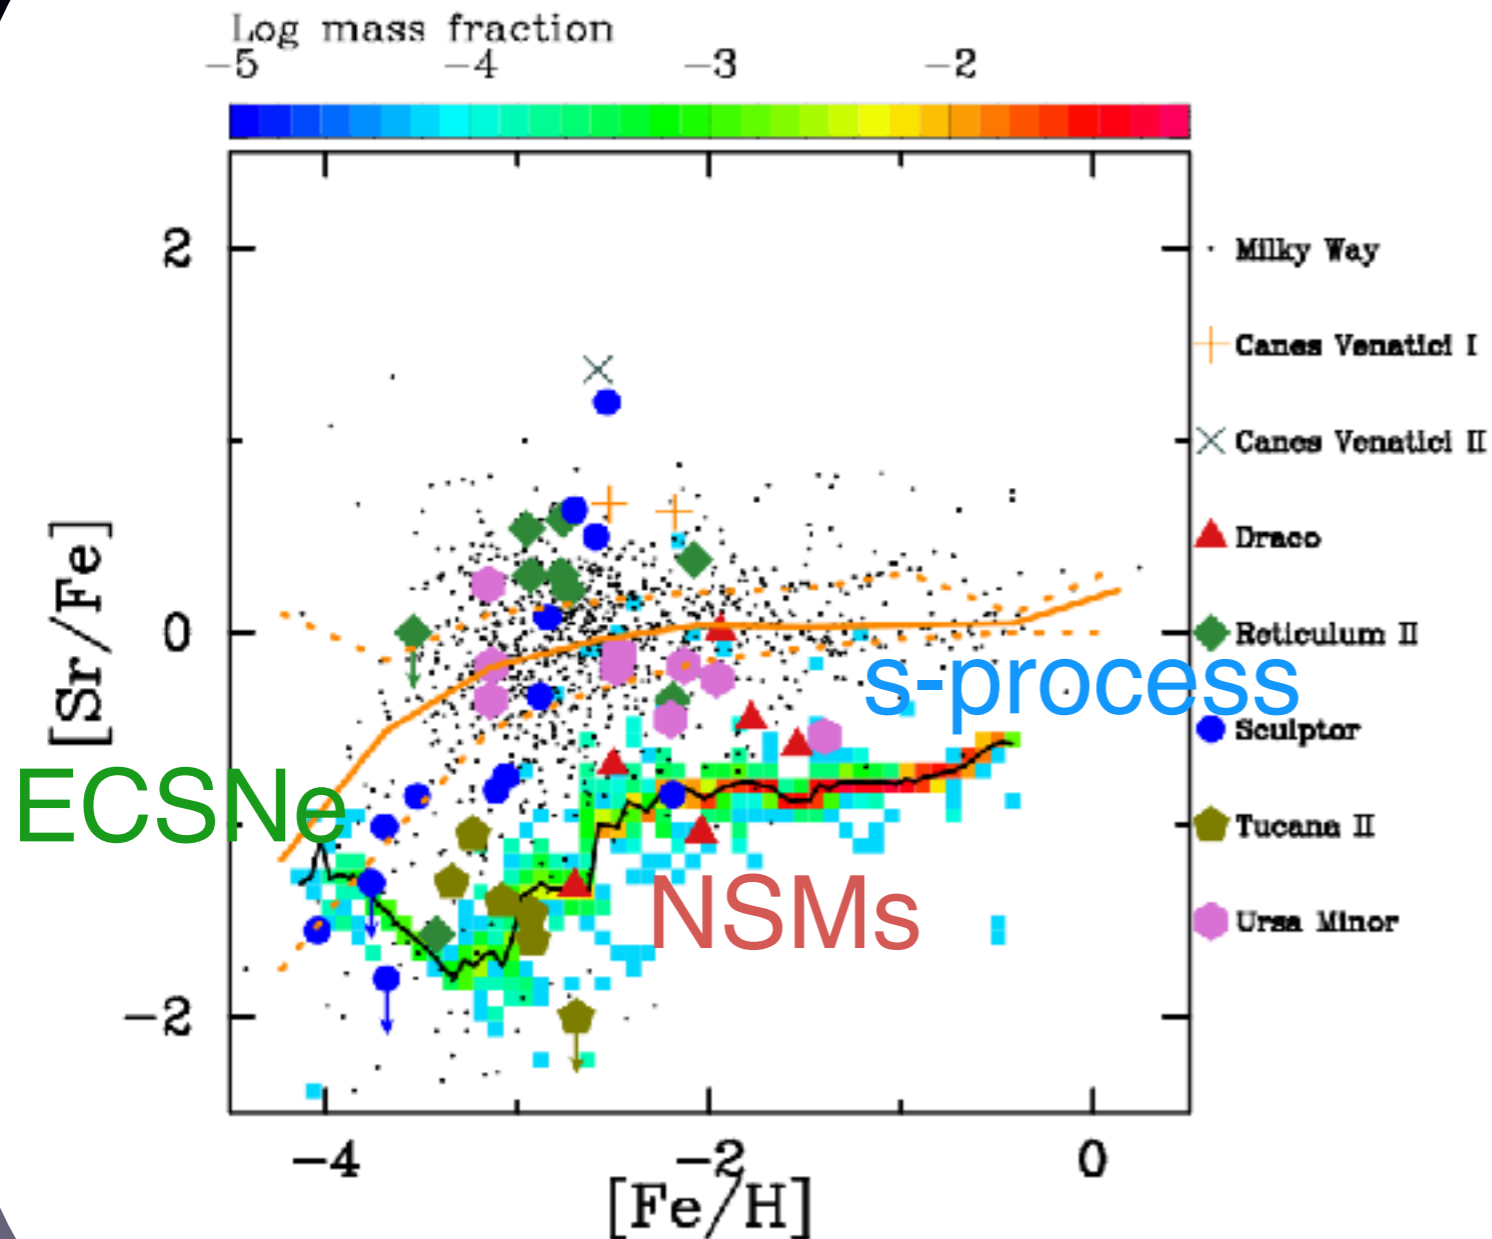 Log mass fraction
-5 -4 -3 -2
2
0
-2
[Sr/Fe]
Milky Way
Canes Venatici I
Canes Venatici II
Draco
Reticulum II
s-process
Sculptor
ECSNe
Tucana II
NSMs
Ursa Minor
-4 -2 0
[Fe/H]